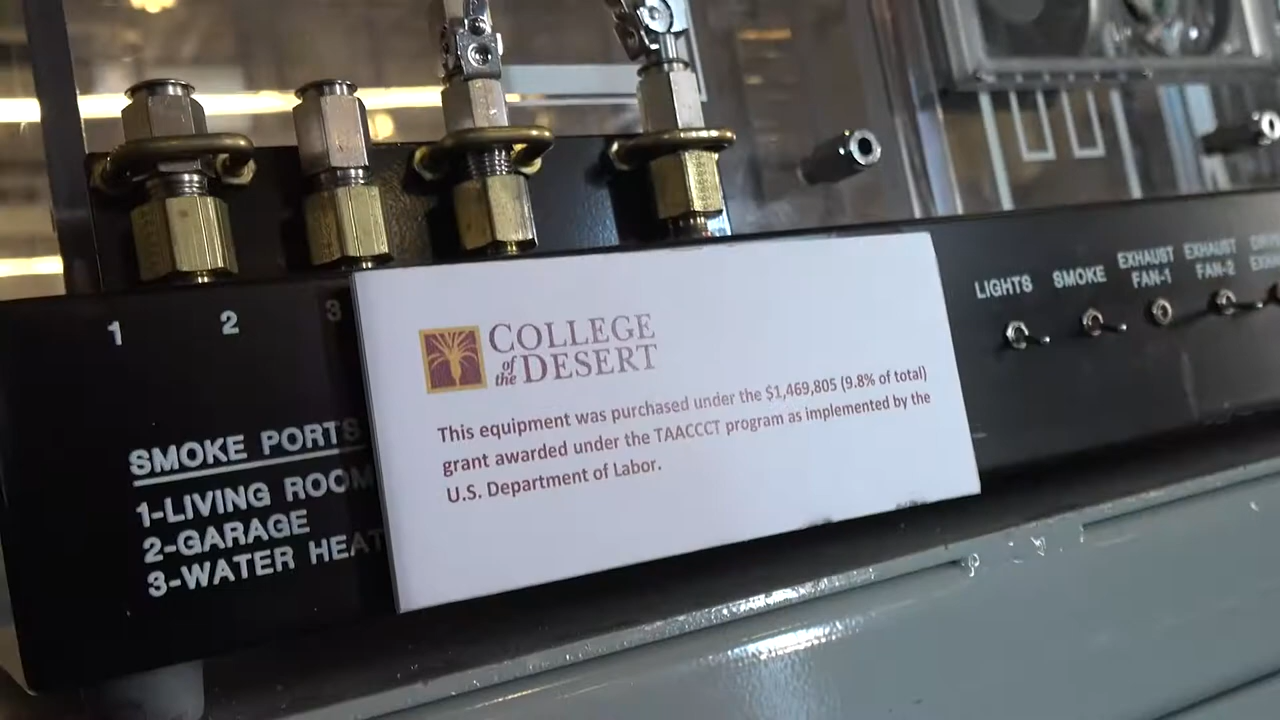 1
2
3
SMOKE PORTS
1-LIVING ROOM
2-GARAGE
3-WATER HEAT
COLLEGE
of the DESERT
This equipment was purchased under the $1,469,805 (9.8% of total)
grant awarded under the TAACCCT program as implemented by the
U.S. Department of Labor.
LIGHTS
SMOKE
EXHAUST
FAN-1
EXHAUST
FAN-2